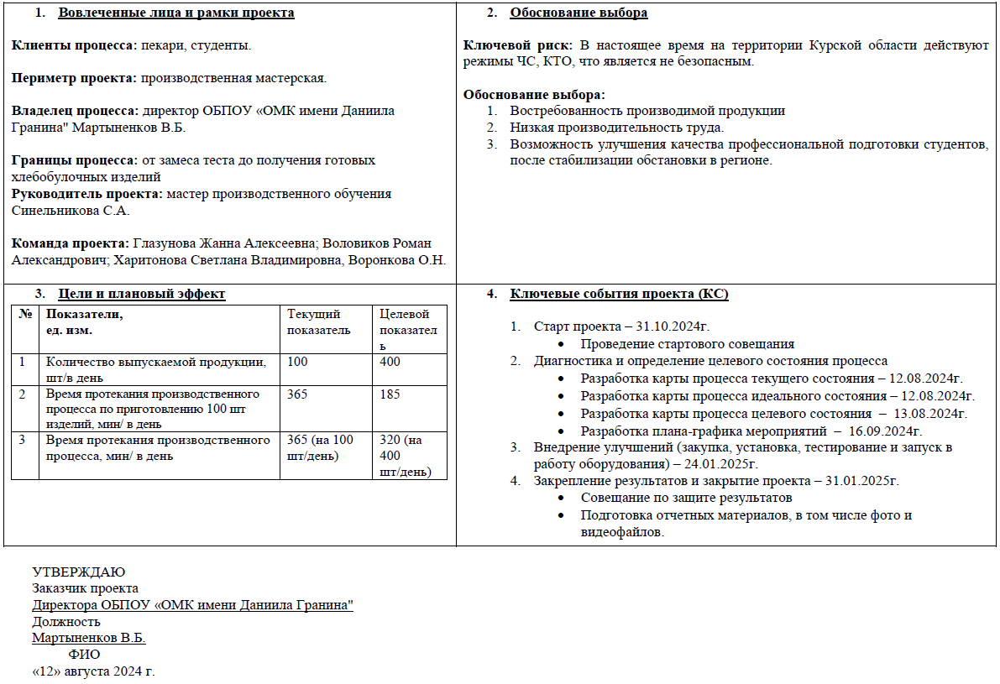 1. Вовлеченные лица и рамки проекта
Клиенты процесса: пекари, студенты.
Периметр проекта: производственная мастерская.
Владелец процесса: директор ОБПОУ «ОМК имени Даниила
Гранина" Мартыненков В.Б.
Границы процесса: от замеса теста до получения готовых
хлебобулочных изделий
Руководитель проекта: мастер производственного обучения
Синельникова С.А.
Команда проекта: Глазунова Жанна Алексеевна; Воловиков Роман
Александрович; Харитонова Светлана Владимировна, Воронкова О.Н.
2. Обоснование выбора
Ключевой риск: В настоящее время на территории Курской области действуют
режимы ЧС, КТО, что является не безопасным.
Обоснование выбора:
1. Востребованность производимой продукции
2. Низкая производительность труда.
3. Возможность улучшения качества профессиональной подготовки студентов,
после стабилизации обстановки в регионе.
3. Цели и плановый эффект
№ Показатели, Текущий Целевой
ед. изм. показатель показател
ь
1 Количество выпускаемой продукции, 100 400
шт/в день
2 Время протекания производственного 365 185
процесса по приготовлению 100 шт
изделий, мин/ в день
3 Время протекания производственного 365 (на 100 320 (на
процесса, мин/ в день шт/день) 400
шт/день)
4. Ключевые события проекта (КС)
1. Старт проекта – 31.10.2024г.
• Проведение стартового совещания
2. Диагностика и определение целевого состояния процесса
• Разработка карты процесса текущего состояния – 12.08.2024г.
• Разработка карты процесса идеального состояния – 12.08.2024г.
• Разработка карты процесса целевого состояния – 13.08.2024г.
• Разработка плана-графика мероприятий – 16.09.2024г.
3. Внедрение улучшений (закупка, установка, тестирование и запуск в
работу оборудования) – 24.01.2025г.
4. Закрепление результатов и закрытие проекта – 31.01.2025г.
• Совещание по защите результатов
• Подготовка отчетных материалов, в том числе фото и
видеофайлов.
УТВЕРЖДАЮ
Заказчик проекта
Директора ОБПОУ «ОМК имени Даниила Гранина"
Должность
Мартыненков В.Б.
ФИО
«12» августа 2024 г.